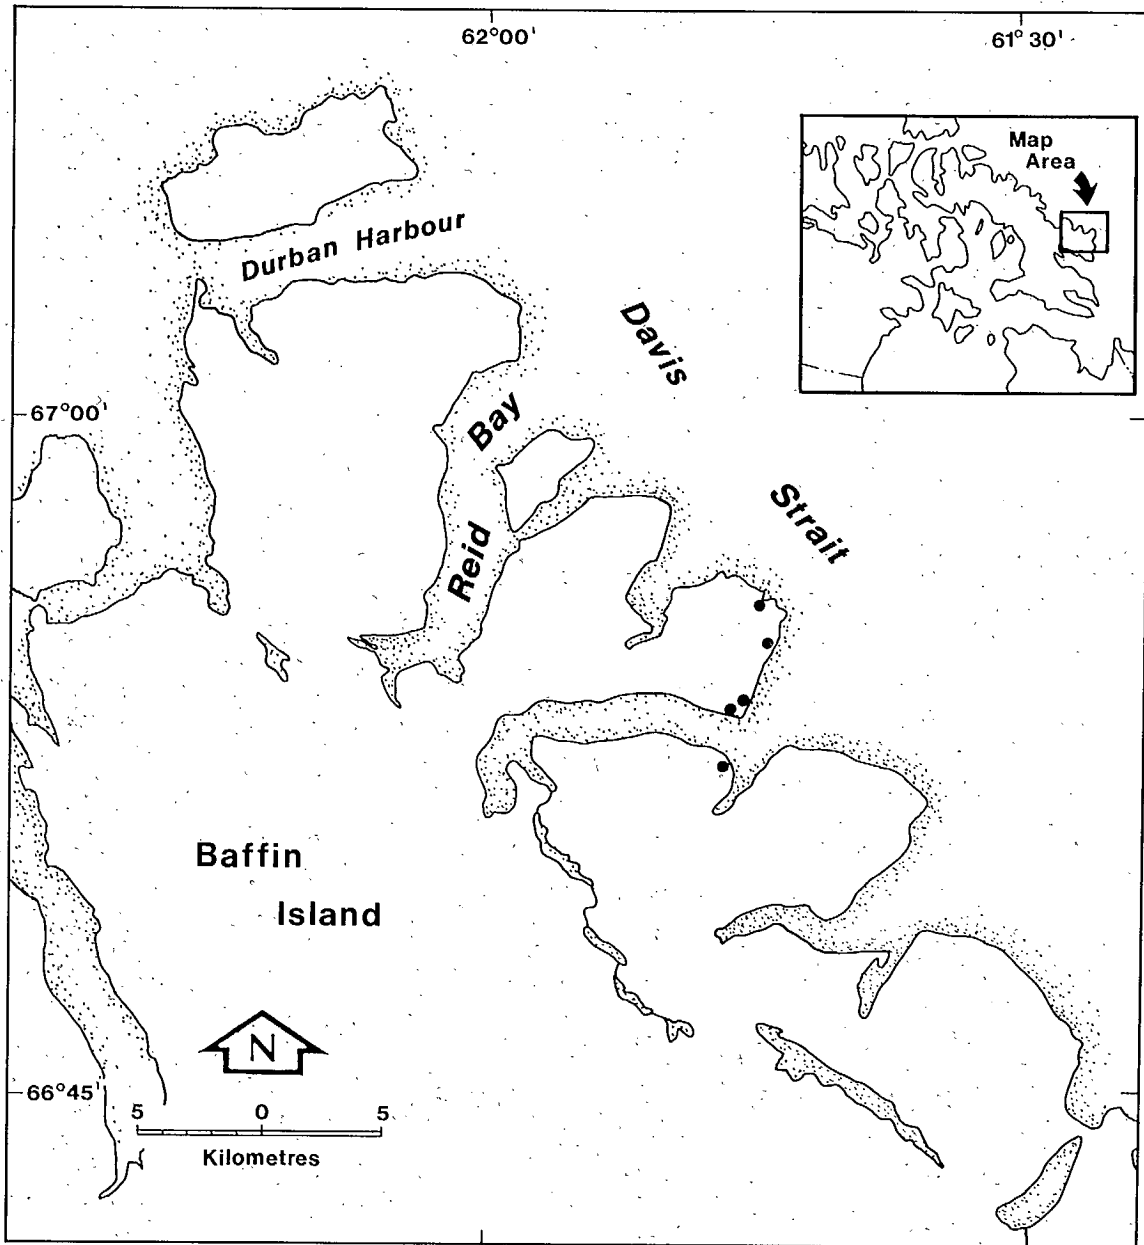 62°00'
61°30'
Map
Area
Durban Harbour
Davis
Strait
67°00'
Bay
Reid
Baffin
Island
N
66°45'
5 0 5
Kilometres